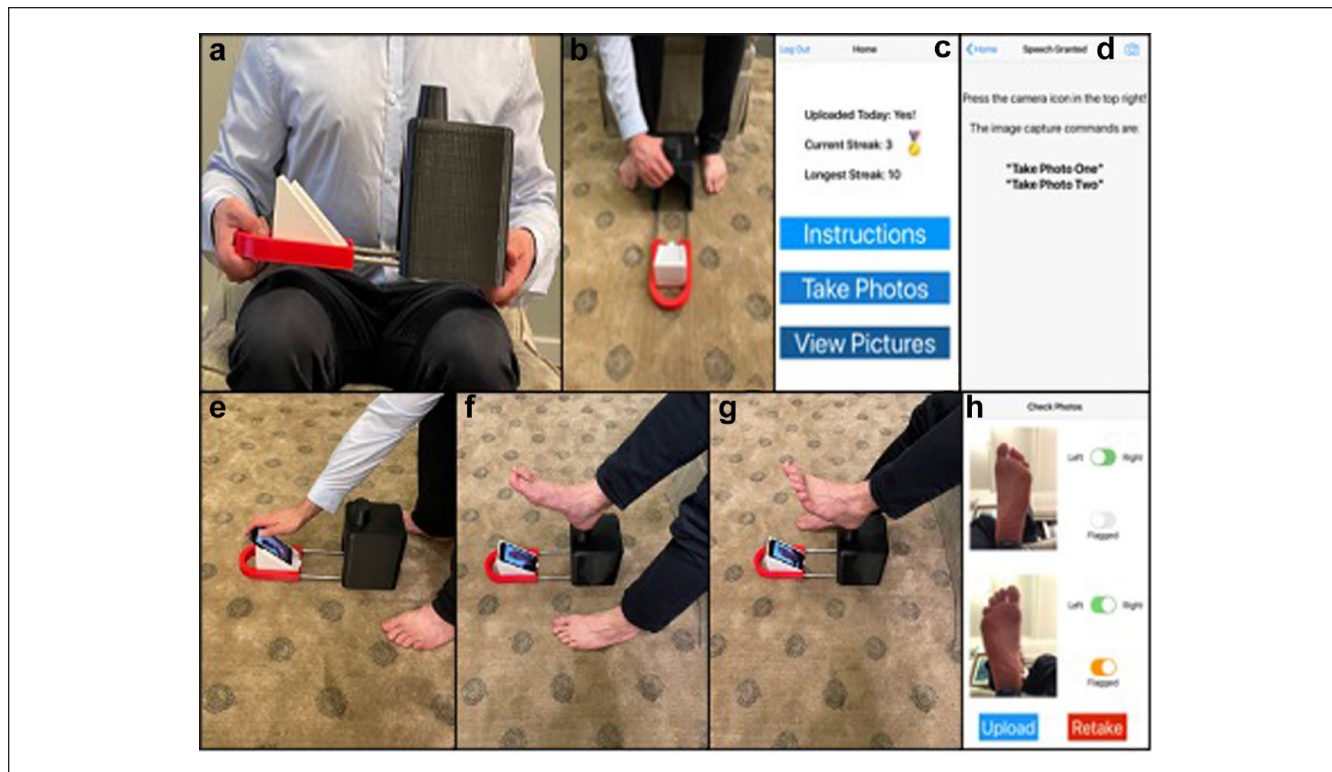 a
b
Log Out Home c
Uploaded Today: Yes!
Current Streak: 3
Longest Streak: 10
Instructions
Take Photos
View Pictures
Home Speech Granted d
Press the camera icon in the top right!
The image capture commands are:
"Take Photo One"
"Take Photo Two"
e
f
g
h
Check Photos
Left Right
Flagged
Left Right
Flagged
Upload Retake